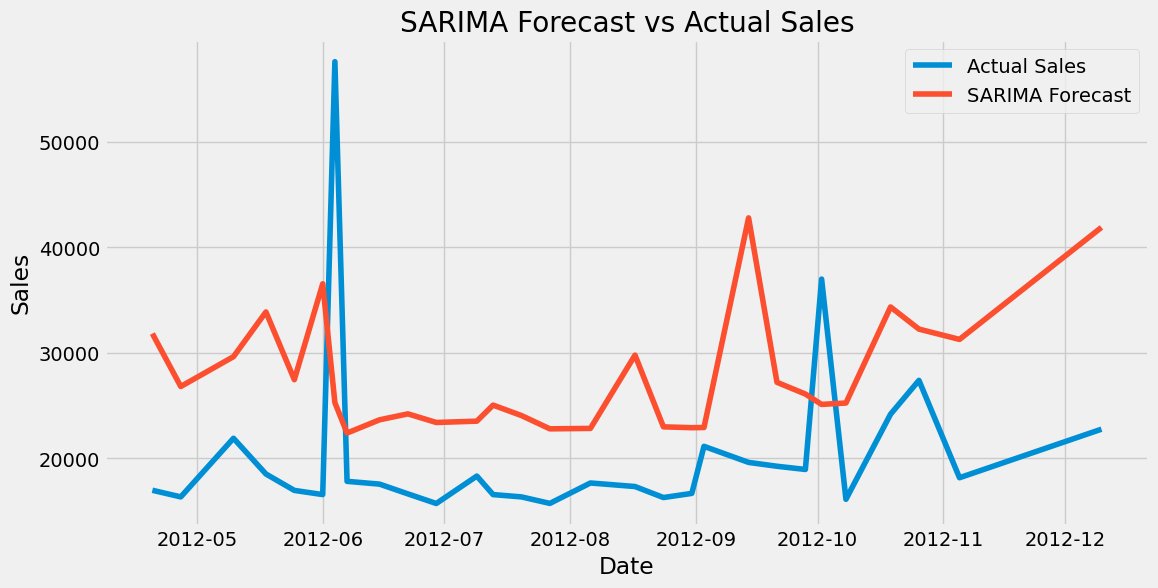 SARIMA Forecast vs Actual Sales
Actual Sales
SARIMA Forecast
50000
40000
30000
20000
Sales
2012-05 2012-06 2012-07 2012-08 2012-09 2012-10 2012-11 2012-12
Date